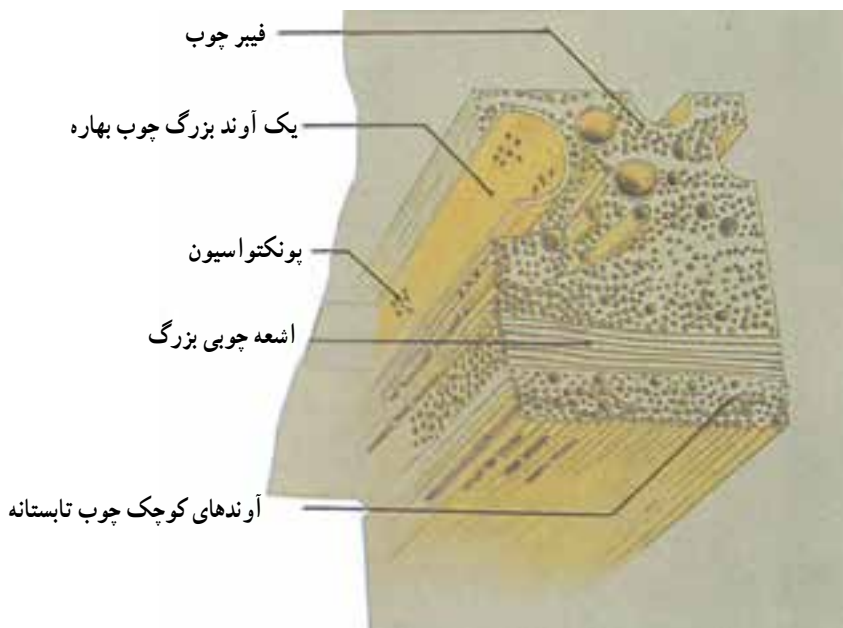 فیبر چوب
یک آوند بزرگ چوب بهاره
پونکتواسیون
اشعه چوبی بزرگ
آوندهای کوچک چوب تابستانه